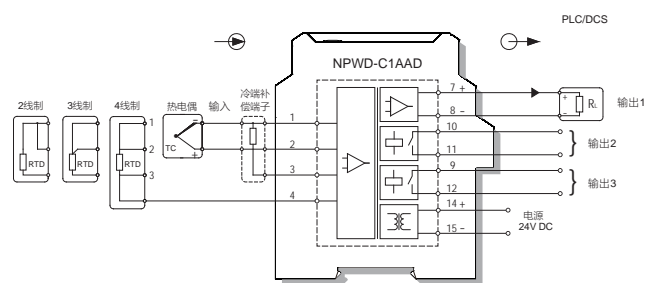 PLC/DCS
NPWD-C1AAD
2线制
3线制
4线制
热电偶
输入
冷端补
偿端子
RTD
RTD
RTD
1
2
3
TC
−
+
1
2
3
4
7 +
8 −
10
11
9
12
14 +
15 −
+
−
RL
输出1
输出2
输出3
电源
24V DC